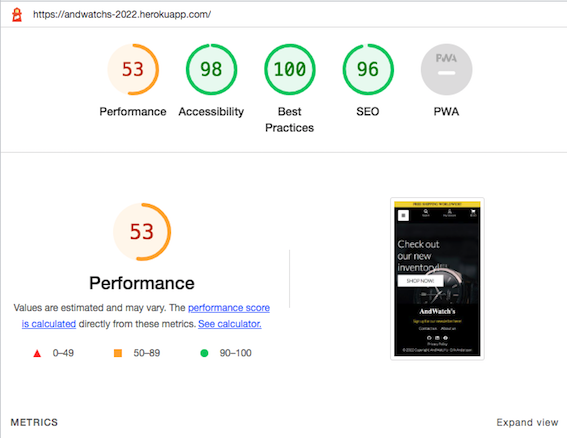 https://andwatchs-2022.herokuapp.com/
53 98 100 96 PWA
Performance Accessibility Best Practices SEO PWA
53
Performance
Values are estimated and may vary. The performance score
is calculated directly from these metrics. See calculator.
0–49 50–89 90–100
FREE SHIPPING WORLDWIDE!
Check out
our new
inventory!!!
SHOP NOW!
AndWatch's
Sign up for our newsletter here!
Contact us About us
Privacy Policy
METRICS Expand view